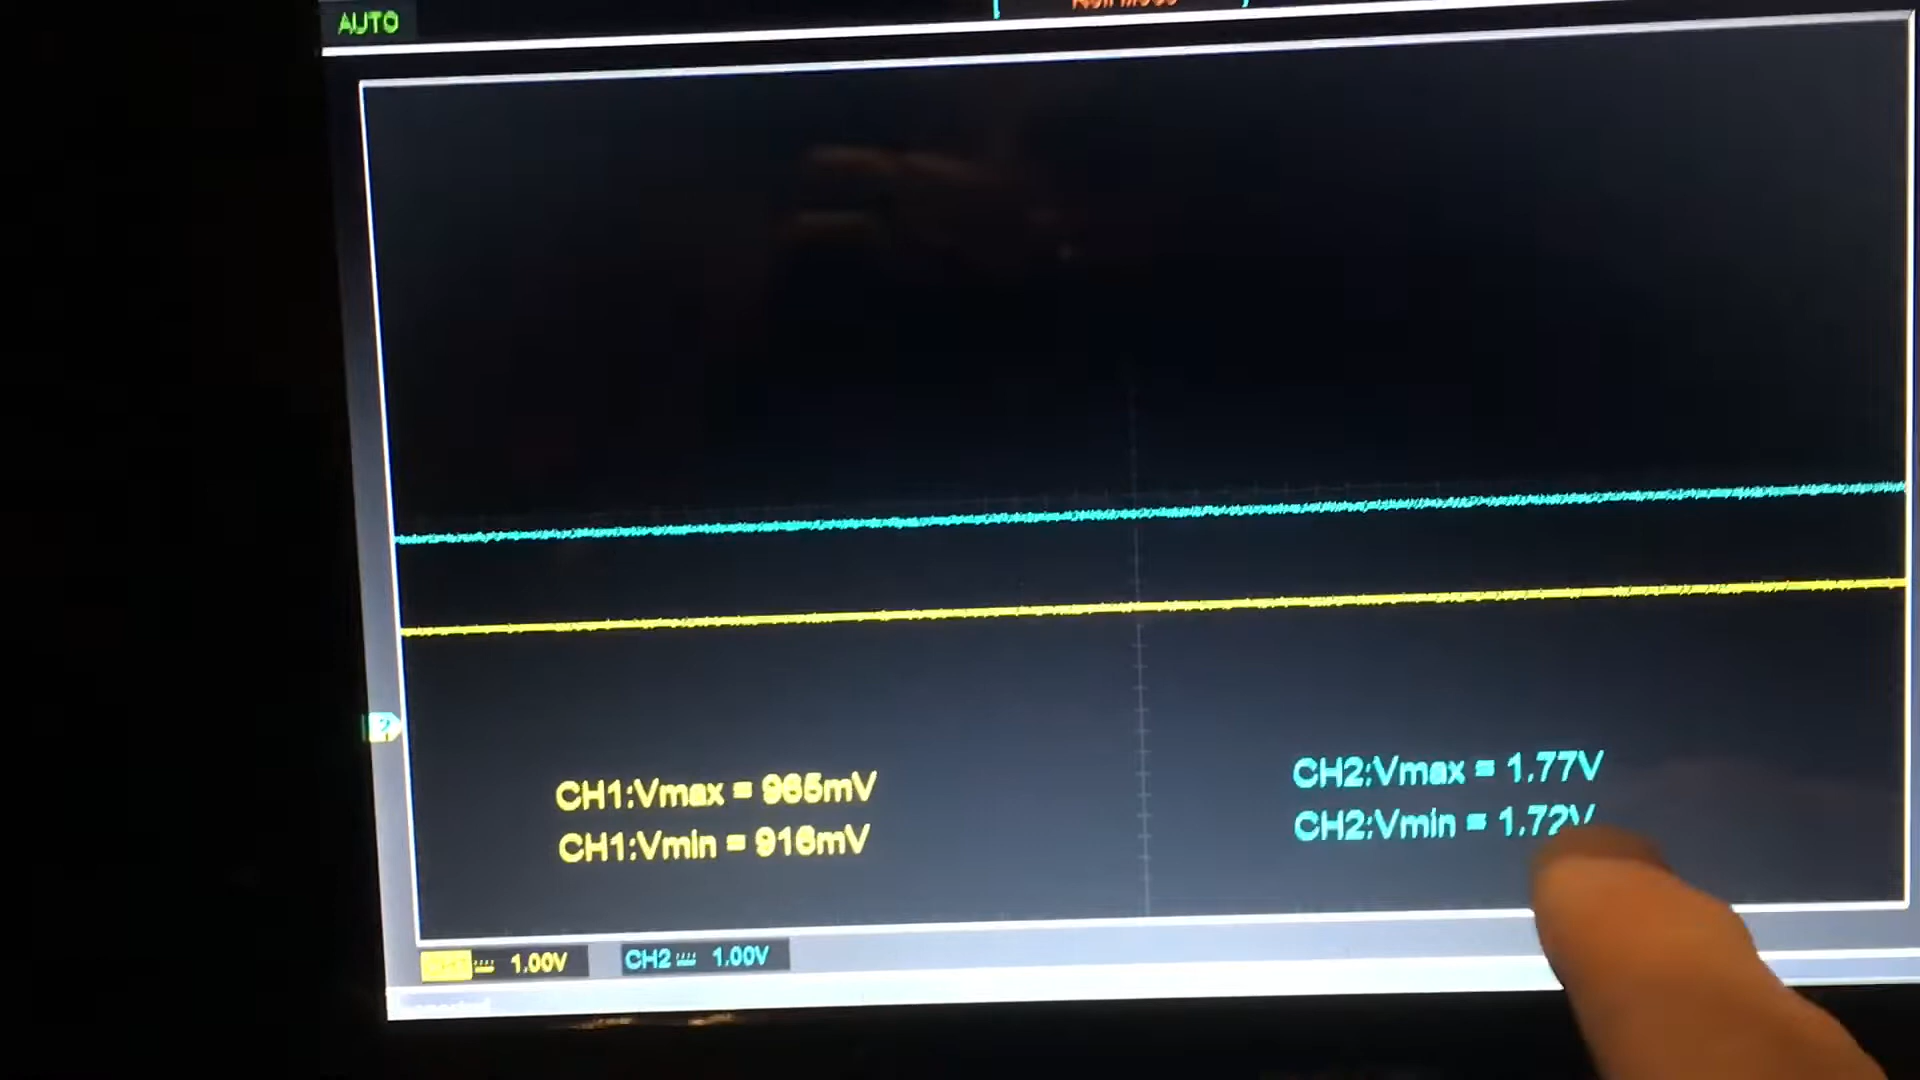 AUTO
2
CH1:Vmax = 965mV
CH1:Vmin = 916mV
CH2:Vmax = 1.77V
CH2:Vmin = 1.72V
1.00V
CH2 1.00V